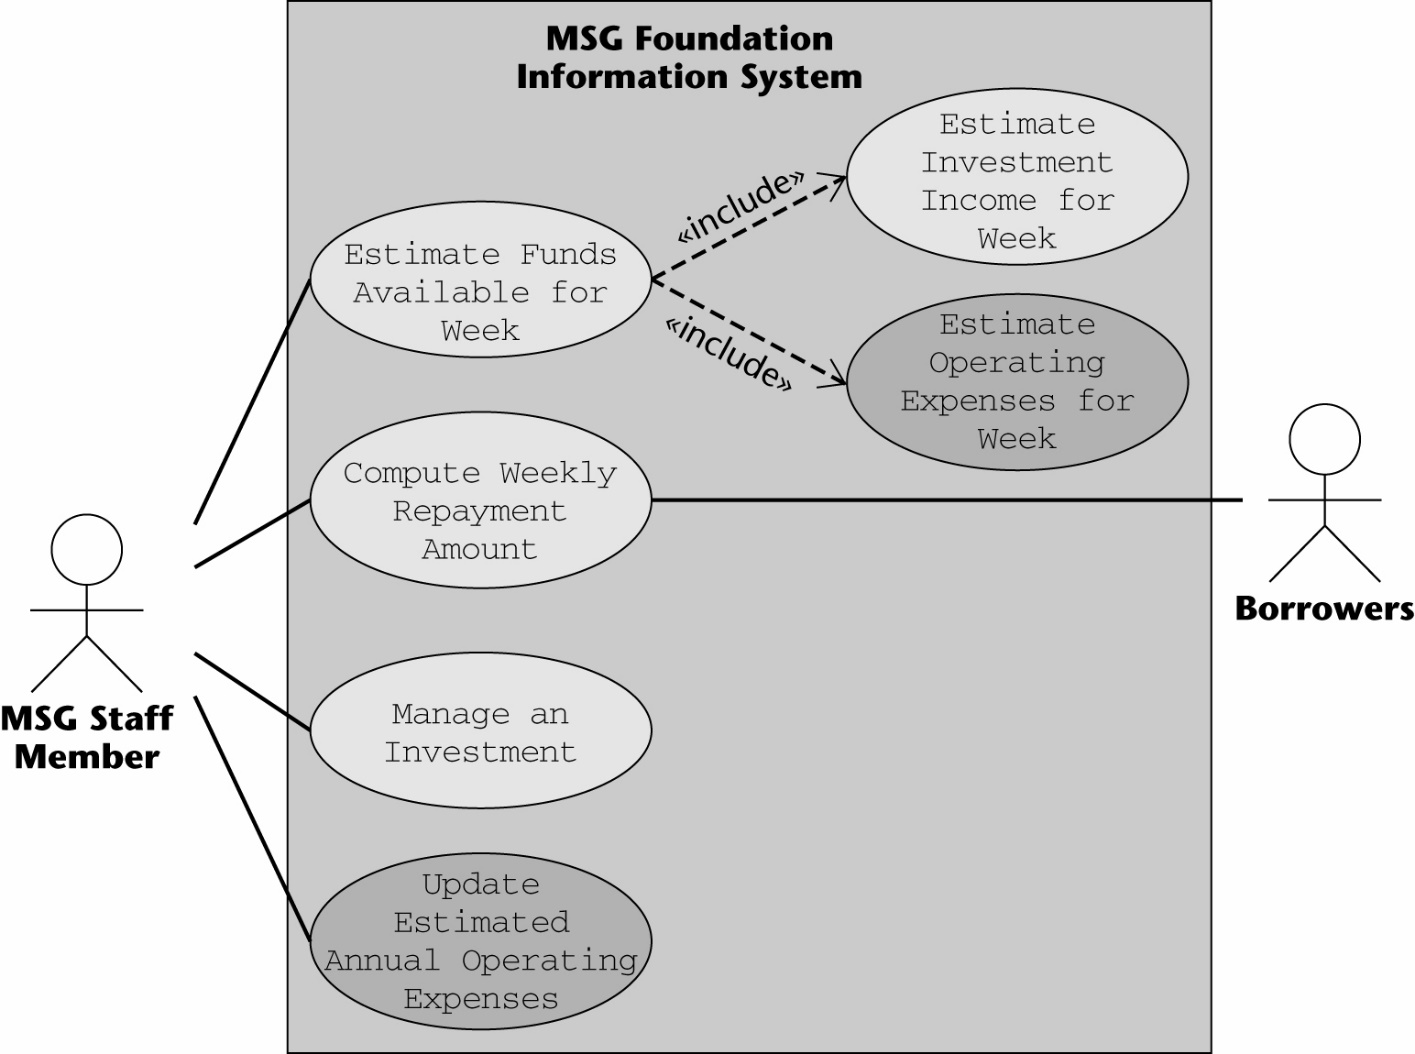 MSG Foundation
Information System
Estimate
Investment
Income for
Week
«include»
Estimate Funds
Available for
Week
«include»
Estimate
Operating
Expenses for
Week
Compute Weekly
Repayment
Amount
Borrowers
MSG Staff
Member
Manage an
Investment
Update
Estimated
Annual Operating
Expenses